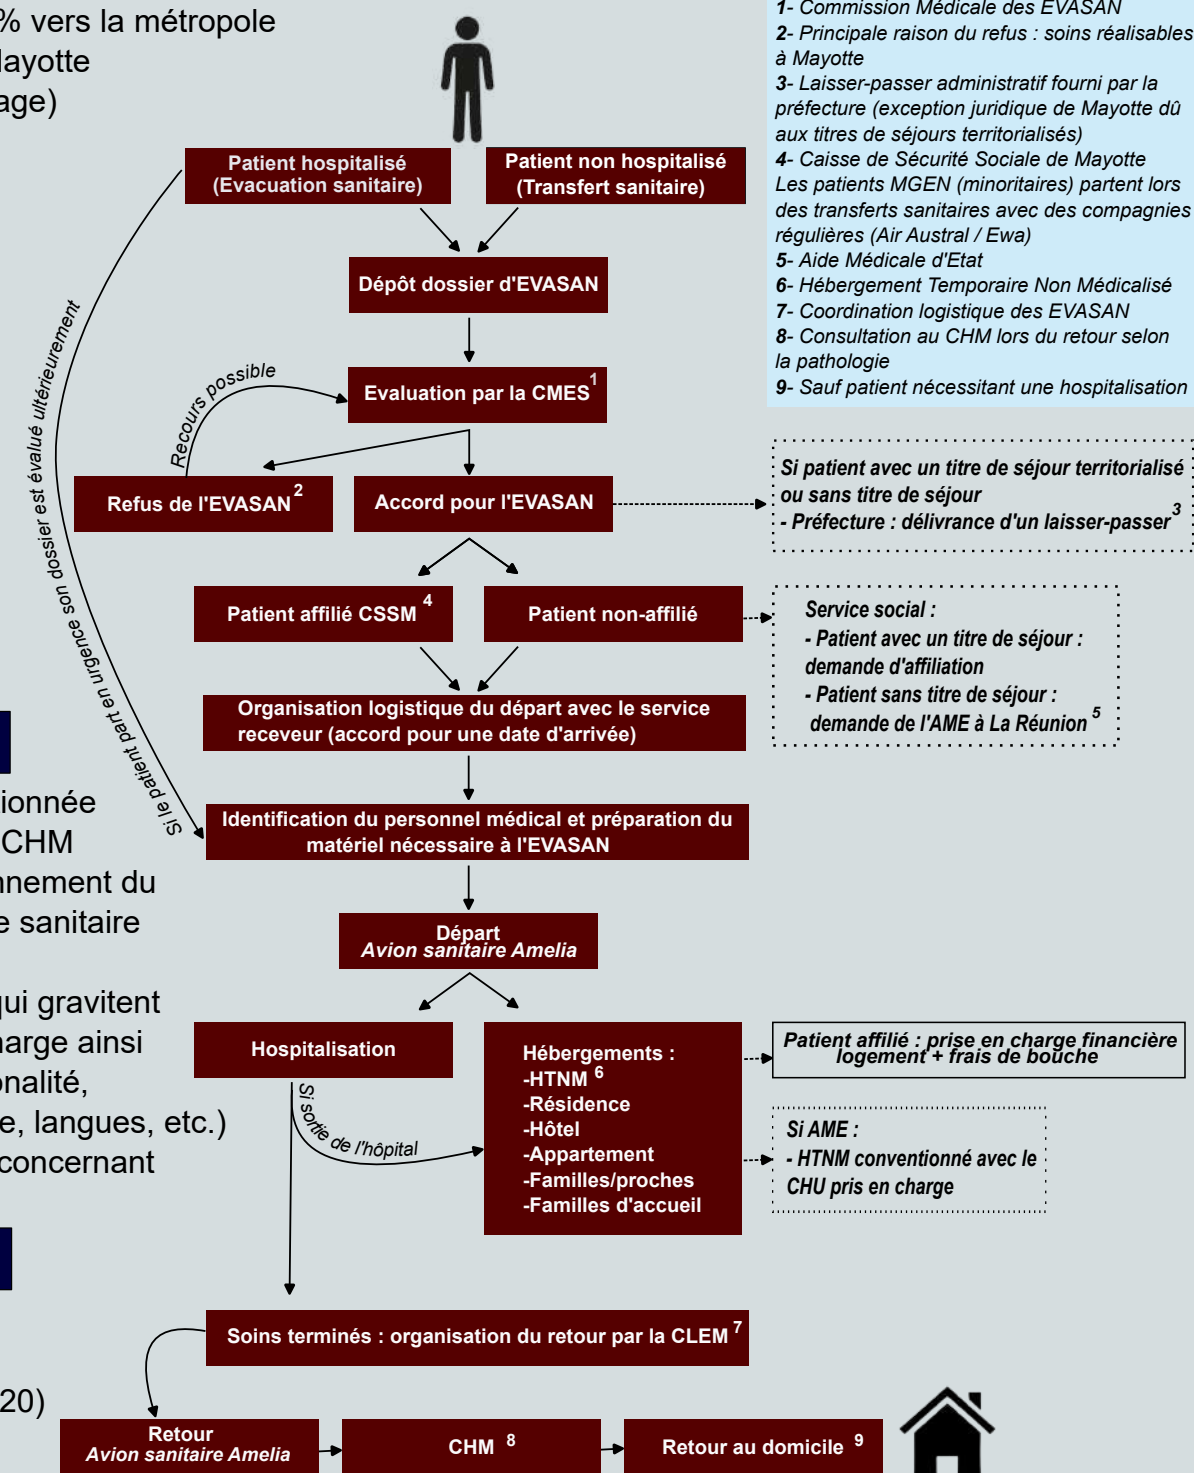 % vers la métropole
Mayotte
age)
1- Commission Médicale des EVASAN
2- Principale raison du refus : soins réalisables
à Mayotte
3- Laisser-passer administratif fourni par la
préfecture (exception juridique de Mayotte dû
aux titres de séjours territorialisés)
4- Caisse de Sécurité Sociale de Mayotte
Les patients MGEN (minoritaires) partent lors
des transferts sanitaires avec des compagnies
régulières (Air Austral / Ewa)
5- Aide Médicale d'Etat
6- Hébergement Temporaire Non Médicalisé
7- Coordination logistique des EVASAN
8- Consultation au CHM lors du retour selon
la pathologie
9- Sauf patient nécessitant une hospitalisation
Patient hospitalisé
(Evacuation sanitaire)
Patient non hospitalisé
(Transfert sanitaire)
Dépôt dossier d'EVASAN
Evaluation par la CMES 1
Recours possible
Refus de l'EVASAN 2
Accord pour l'EVASAN
Si patient avec un titre de séjour territorialisé
ou sans titre de séjour
- Préfecture : délivrance d'un laisser-passer 3
Si le patient part en urgence son dossier est évalué ultérieurement
Patient affilié CSSM 4
Patient non-affilié
Service social :
- Patient avec un titre de séjour :
demande d'affiliation
- Patient sans titre de séjour :
demande de l'AME à La Réunion 5
Organisation logistique du départ avec le service
receveur (accord pour une date d'arrivée)
Identification du personnel médical et préparation du
matériel nécessaire à l'EVASAN
ionnée
CHM
nnement du
e sanitaire
qui gravitent
harge ainsi
onalité,
e, langues, etc.)
concernant
Départ
Avion sanitaire Amelia
Hospitalisation
Si sortie de l'hôpital
Hébergements :
-HTNM 6
-Résidence
-Hôtel
-Appartement
-Familles/proches
-Familles d'accueil
Patient affilié : prise en charge financière
logement + frais de bouche
Si AME :
- HTNM conventionné avec le
CHU pris en charge
Soins terminés : organisation du retour par la CLEM 7
20)
Retour
Avion sanitaire Amelia
CHM 8
Retour au domicile 9